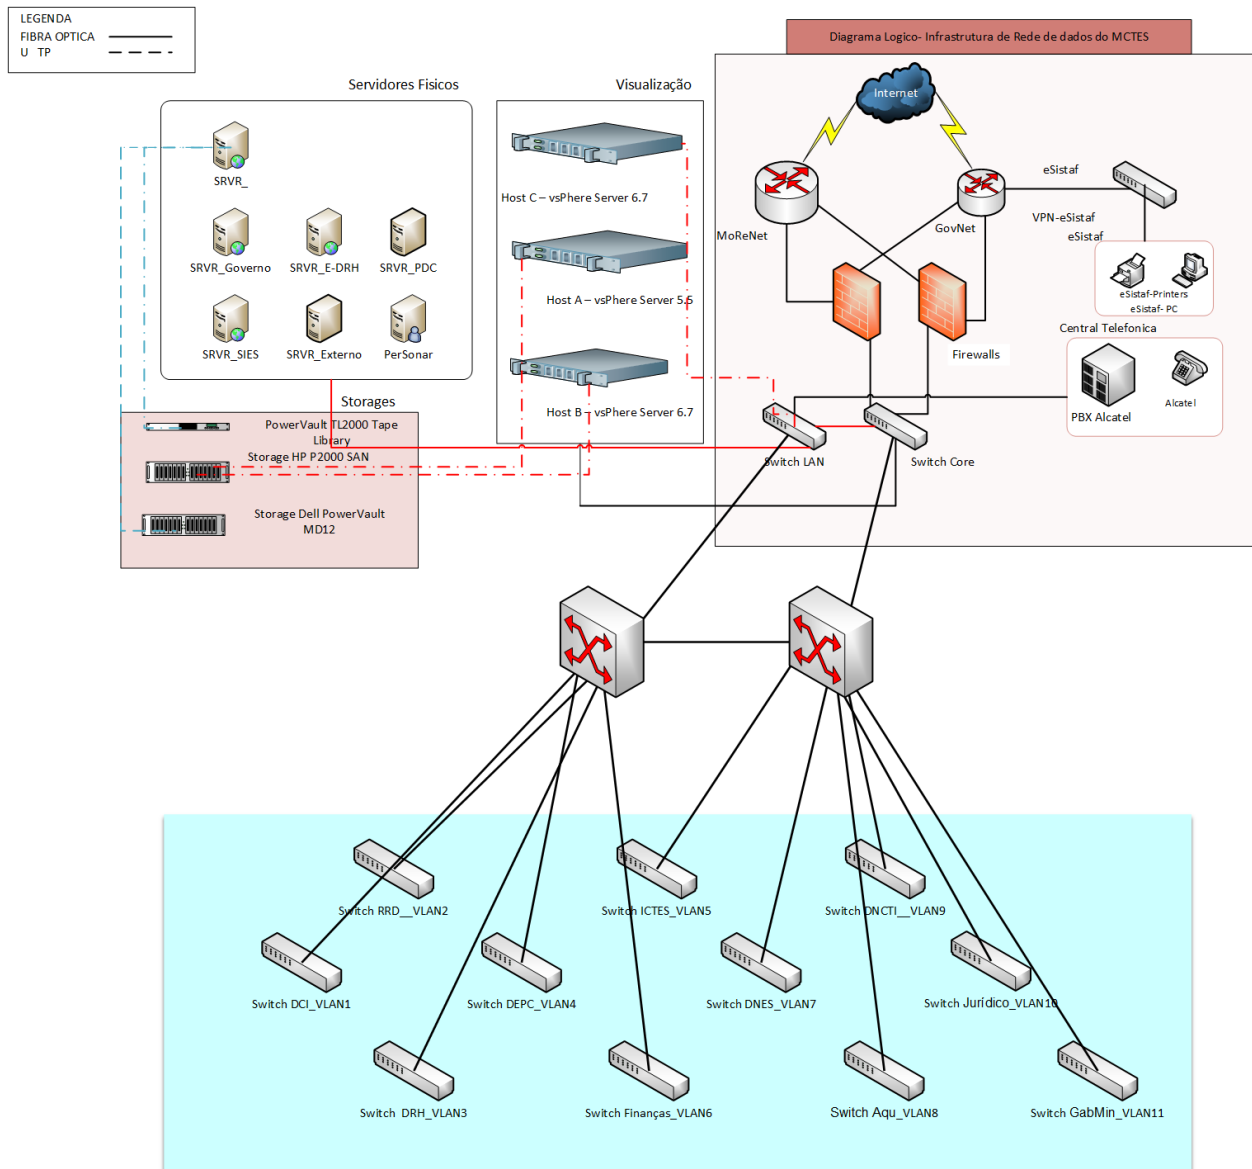 LEGENDA
FIBRA OPTICA
U TP
Diagrama Logico- Infrastrutura de Rede de dados do MCTES
Servidores Fisicos
Visualização
Internet
SRVR_
Host C – vsPhere Server 6.7
eSistaf
MoReNet
GovNet
VPN-eSistaf
eSistaf
SRVR_Governo
SRVR_E-DRH
SRVR_PDC
Host A – vsPhere Server 5.5
eSistaf-Printers
eSistaf- PC
Central Telefonica
SRVR_SIES
SRVR_Externo
PerSonar
Firewalls
Storages
Host B – vsPhere Server 6.7
PBX Alcatel
Alcatel
PowerVault TL2000 Tape
Library
Storage HP P2000 SAN
Switch LAN
Switch Core
Storage Dell PowerVault
MD12
Switch RRD__VLAN2
Switch ICTES_VLAN5
Switch DNCTI__VLAN9
Switch DCI_VLAN1
Switch DEPC_VLAN4
Switch DNES_VLAN7
Switch Jurídico_VLAN10
Switch DRH_VLAN3
Switch Finanças_VLAN6
Switch Aqu_VLAN8
Switch GabMin_VLAN11